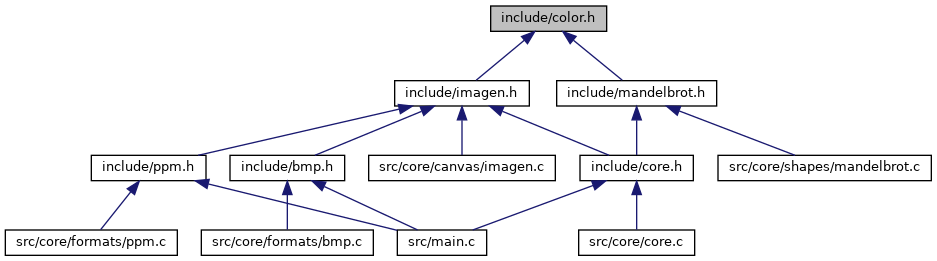 include/color.h
include/imagen.h
include/mandelbrot.h
include/ppm.h
include/bmp.h
src/core/canvas/imagen.c
include/core.h
src/core/shapes/mandelbrot.c
src/core/formats/ppm.c
src/core/formats/bmp.c
src/main.c
src/core/core.c